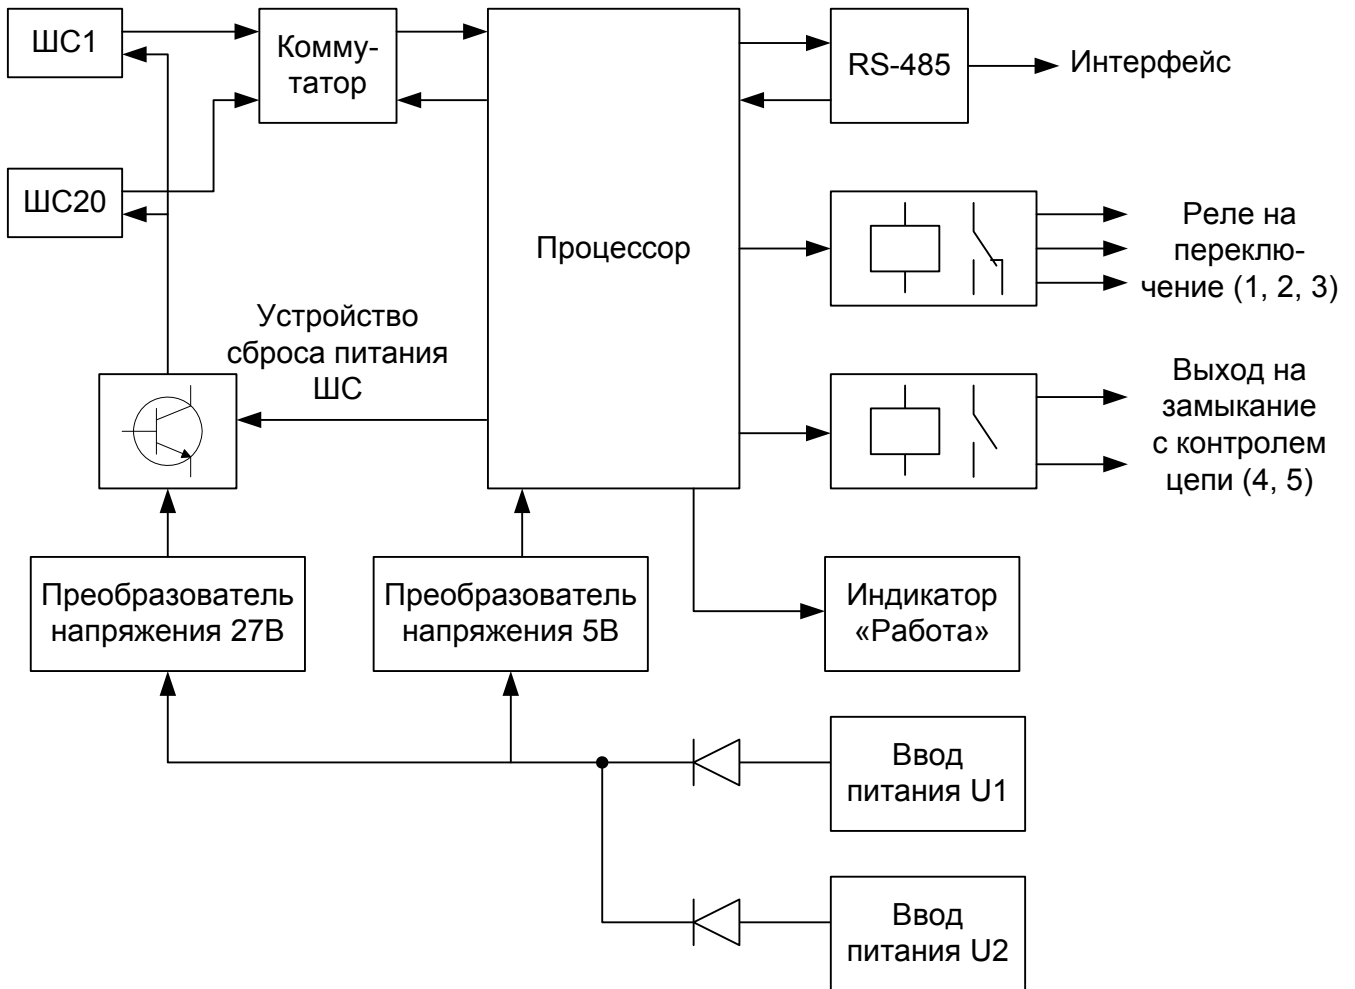 ШС1
Комму-
татор
RS-485
Интерфейс
ШС20
Процессор
Реле на
переклю-
чение (1, 2, 3)
Устройство
сброса питания
ШС
Выход на
замыкание
с контролем
цепи (4, 5)
Преобразователь
напряжения 27В
Преобразователь
напряжения 5В
Индикатор
«Работа»
Ввод
питания U1
Ввод
питания U2